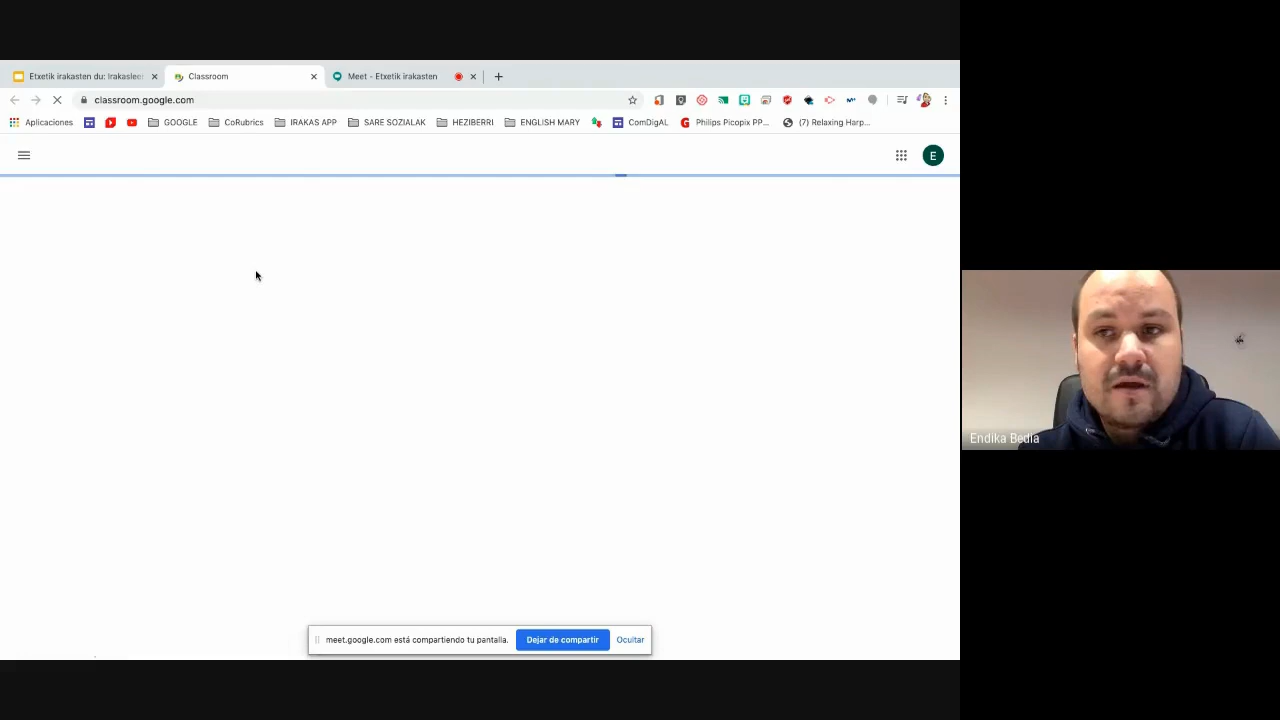 Etxetik irakasten du: Irakaslee
Classroom
Meet - Etxetik irakasten
classroom.google.com
Aplicaciones
GOOGLE
CoRubrics
IRAKAS APP
SARE SOZIALAK
HEZIBERRI
ENGLISH MARY
ComDigAL
Philips Picopix PP...
(7) Relaxing Harp...
E
Endika Bedia
meet.google.com está compartiendo tu pantalla.
Dejar de compartir
Ocultar